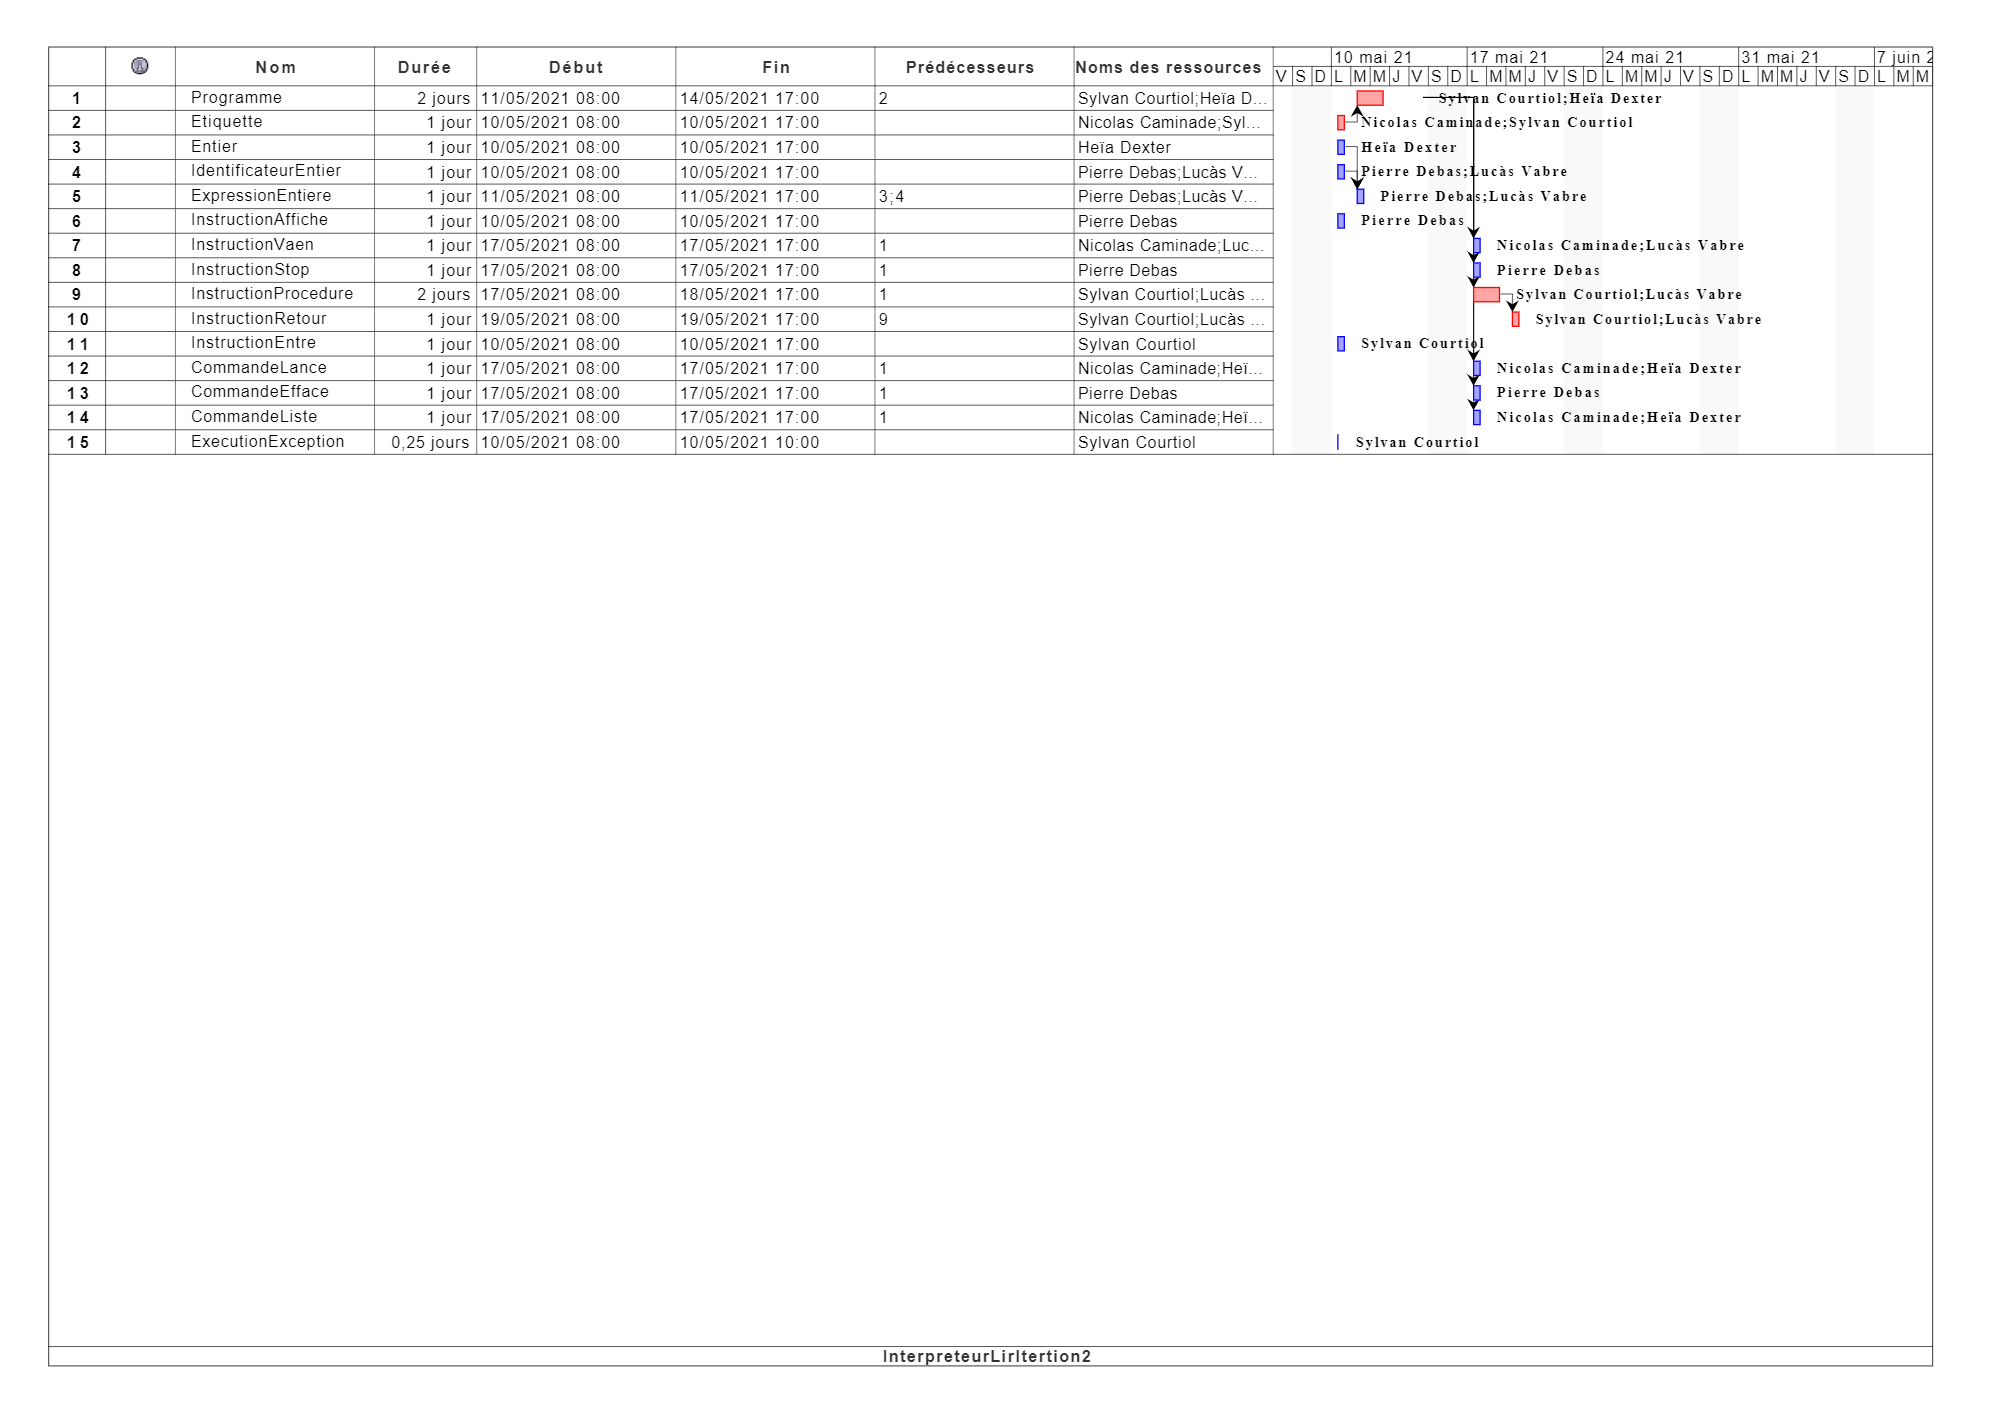 Nom Durée Début Fin Prédécesseurs Noms des ressources
10 mai 21 17 mai 21 24 mai 21 31 mai 21 7 juin 2
V S D L M M J V S D L M M J V S D L M M J V S D L M M J V S D L M M
1 Programme 2 jours 11/05/2021 08:00 14/05/2021 17:00 2 Sylvan Courtiol;Heïa D... Sylvan Courtiol;Heïa Dexter
2 Etiquette 1 jour 10/05/2021 08:00 10/05/2021 17:00 Nicolas Caminade;Syl... Nicolas Caminade;Sylvan Courtiol
3 Entier 1 jour 10/05/2021 08:00 10/05/2021 17:00 Heïa Dexter Heïa Dexter
4 IdentificateurEntier 1 jour 10/05/2021 08:00 10/05/2021 17:00 Pierre Debas;Lucàs V... Pierre Debas;Lucàs Vabre
5 ExpressionEntiere 1 jour 11/05/2021 08:00 11/05/2021 17:00 3;4 Pierre Debas;Lucàs V... Pierre Debas;Lucàs Vabre
6 InstructionAffiche 1 jour 10/05/2021 08:00 10/05/2021 17:00 Pierre Debas Pierre Debas
7 InstructionVaen 1 jour 17/05/2021 08:00 17/05/2021 17:00 1 Nicolas Caminade;Luc... Nicolas Caminade;Lucàs Vabre
8 InstructionStop 1 jour 17/05/2021 08:00 17/05/2021 17:00 1 Pierre Debas Pierre Debas
9 InstructionProcedure 2 jours 17/05/2021 08:00 18/05/2021 17:00 1 Sylvan Courtiol;Lucàs ... Sylvan Courtiol;Lucàs Vabre
10 InstructionRetour 1 jour 19/05/2021 08:00 19/05/2021 17:00 9 Sylvan Courtiol;Lucàs ... Sylvan Courtiol;Lucàs Vabre
11 InstructionEntre 1 jour 10/05/2021 08:00 10/05/2021 17:00 Sylvan Courtiol Sylvan Courtiol
12 CommandeLance 1 jour 17/05/2021 08:00 17/05/2021 17:00 1 Nicolas Caminade;Heï... Nicolas Caminade;Heïa Dexter
13 CommandeEfface 1 jour 17/05/2021 08:00 17/05/2021 17:00 1 Pierre Debas Pierre Debas
14 CommandeListe 1 jour 17/05/2021 08:00 17/05/2021 17:00 1 Nicolas Caminade;Heï... Nicolas Caminade;Heïa Dexter
15 ExecutionException 0,25 jours 10/05/2021 08:00 10/05/2021 10:00 Sylvan Courtiol Sylvan Courtiol
InterpreteurLirItertion2